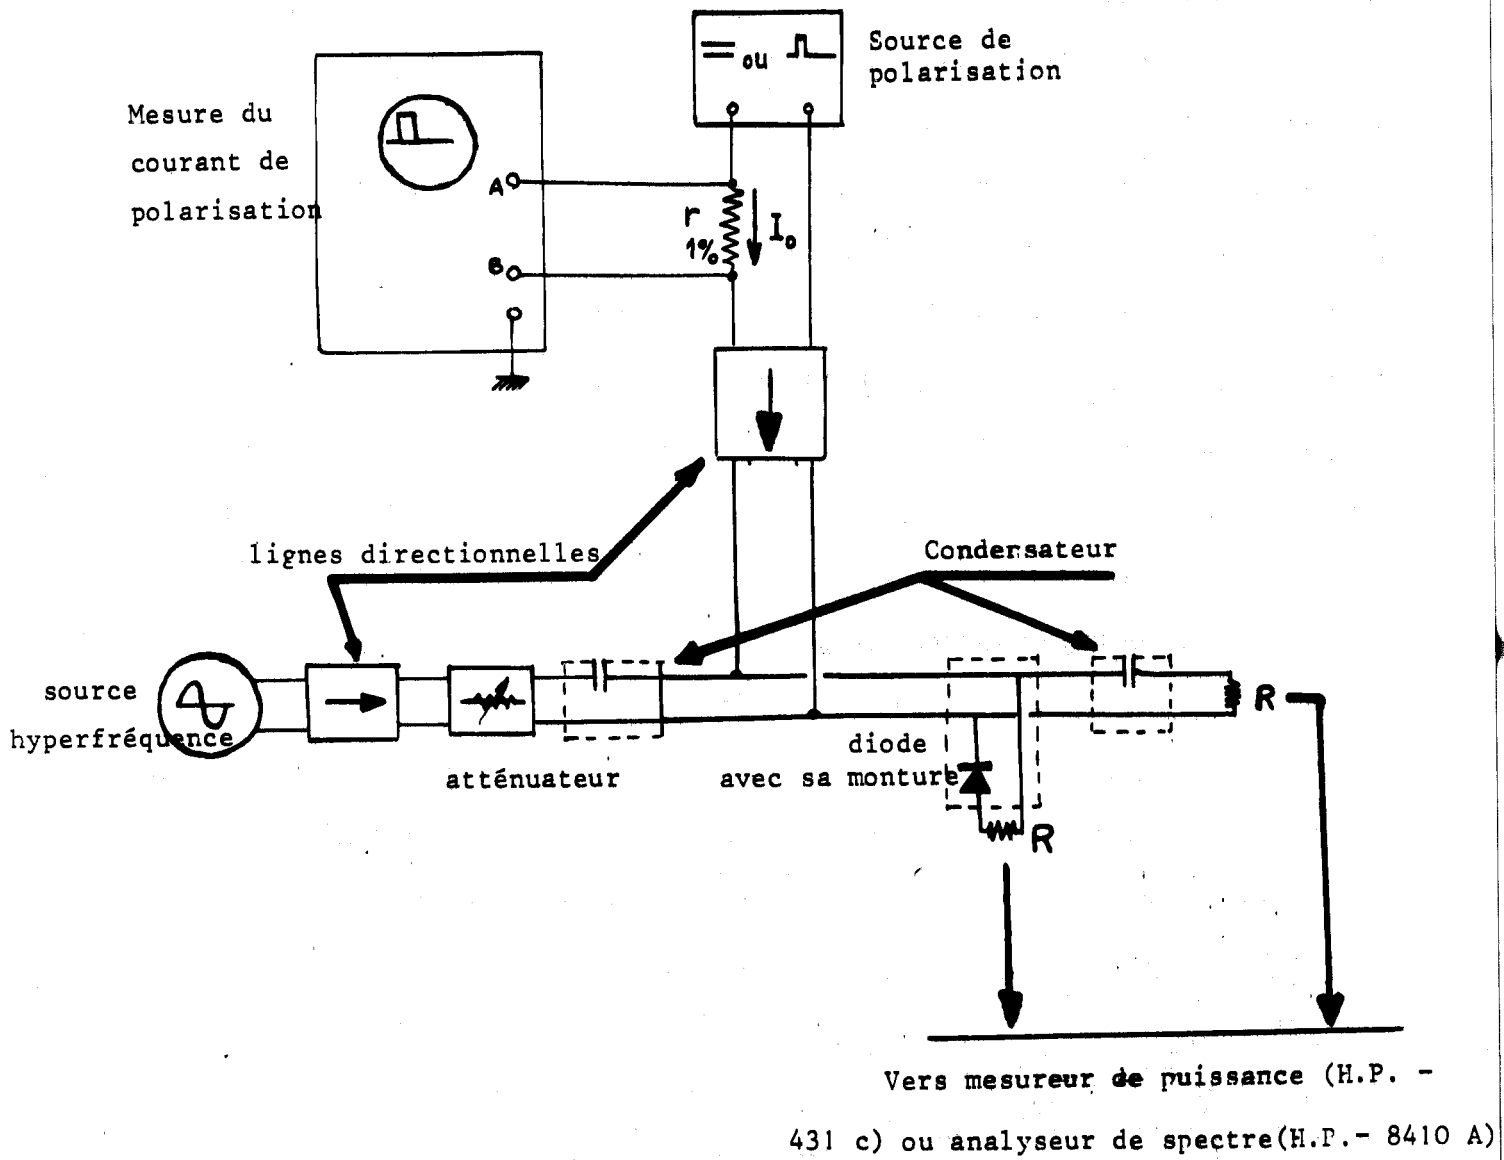 Source de
polarisation
ou
Mesure du
courant de
polarisation
A
B
r
1%
I₀
lignes directionnelles
Condensateur
source
hyperfréquence
atténuateur
diode
avec sa monture
R
R
Vers mesureur de puissance (H.P. -
431 c) ou analyseur de spectre(H.P.- 8410 A)